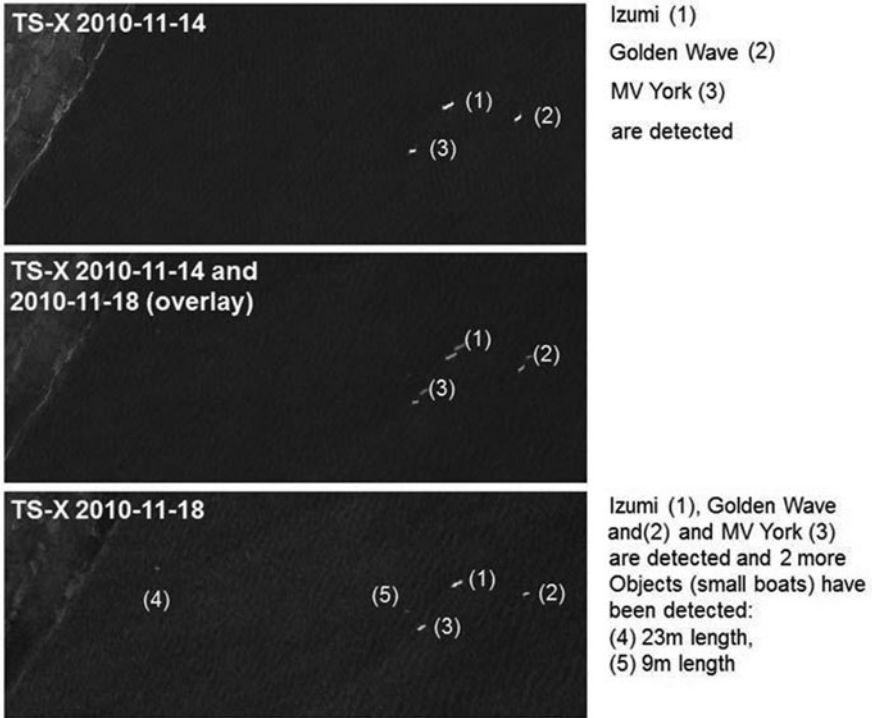 TS-X 2010-11-14
(1)
(2)
(3)
Izumi (1)
Golden Wave (2)
MV York (3)
are detected
TS-X 2010-11-14 and
2010-11-18 (overlay)
(1)
(2)
(3)
TS-X 2010-11-18
(4)
(5)
(1)
(2)
(3)
Izumi (1), Golden Wave
and(2) and MV York (3)
are detected and 2 more
Objects (small boats) have
been detected:
(4) 23m length,
(5) 9m length